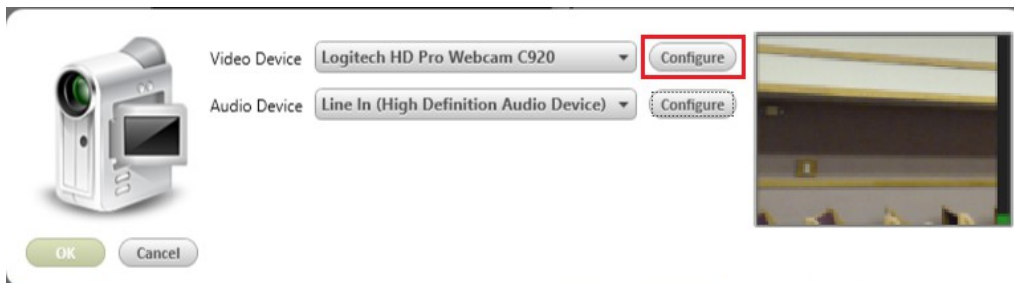 Video Device Logitech HD Pro Webcam C920 Configure
Audio Device Line In (High Definition Audio Device) Configure
OK Cancel